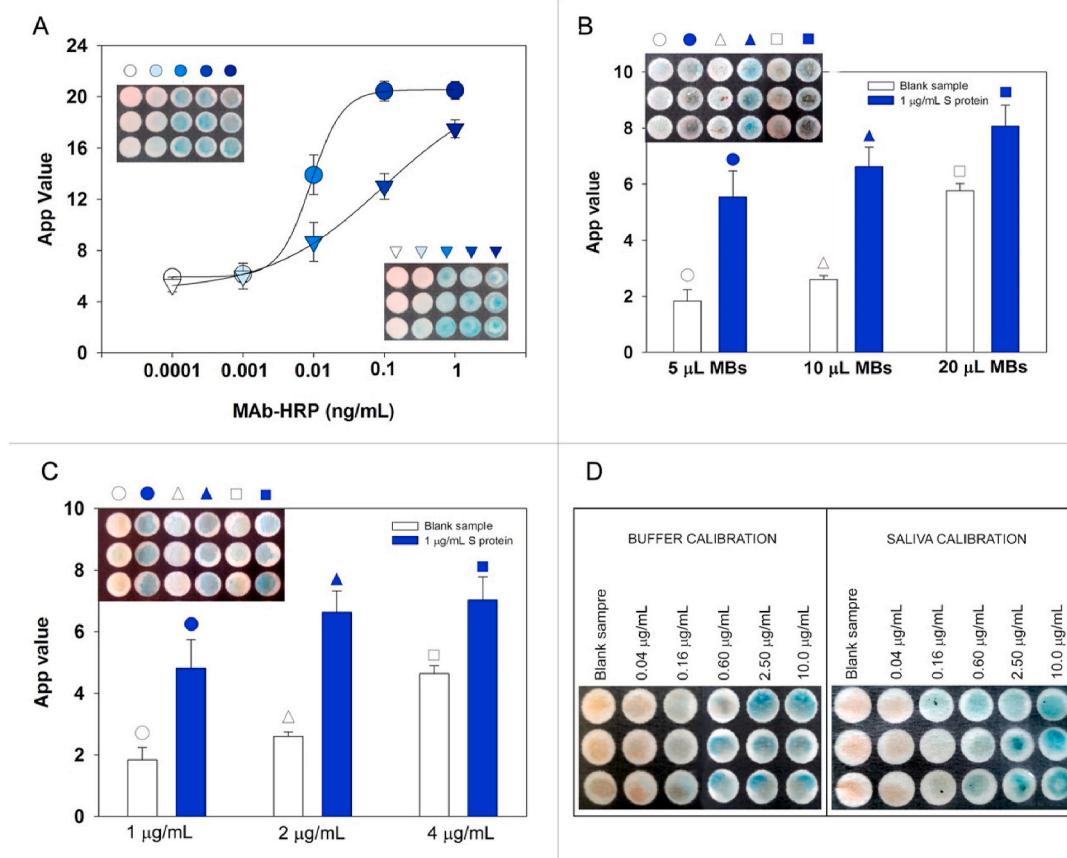 A
24
20
16
12
8
4
0
App Value
0.0001 0.001 0.01 0.1 1
MAb-HRP (ng/mL)
B
10
8
6
4
2
0
App value
Blank sample
1 µg/mL S protein
5 µL MBs 10 µL MBs 20 µL MBs
C
10
8
6
4
2
0
App value
Blank sample
1 µg/mL S protein
1 µg/mL 2 µg/mL 4 µg/mL
D
BUFFER CALIBRATION
Blank sampre
0.04 µg/mL
0.16 µg/mL
0.60 µg/mL
2.50 µg/mL
10.0 µg/mL
SALIVA CALIBRATION
Blank sampre
0.04 µg/mL
0.16 µg/mL
0.60 µg/mL
2.50 µg/mL
10.0 µg/mL